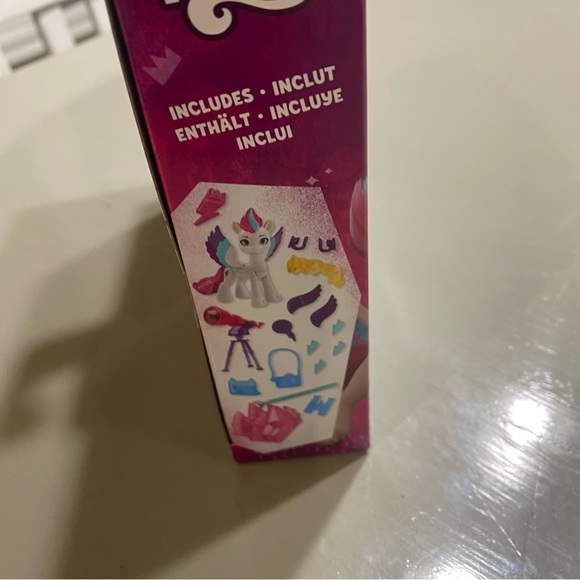 INCLUDES · INCLUT
ENTHÄLT · INCLUYE
INCLUI